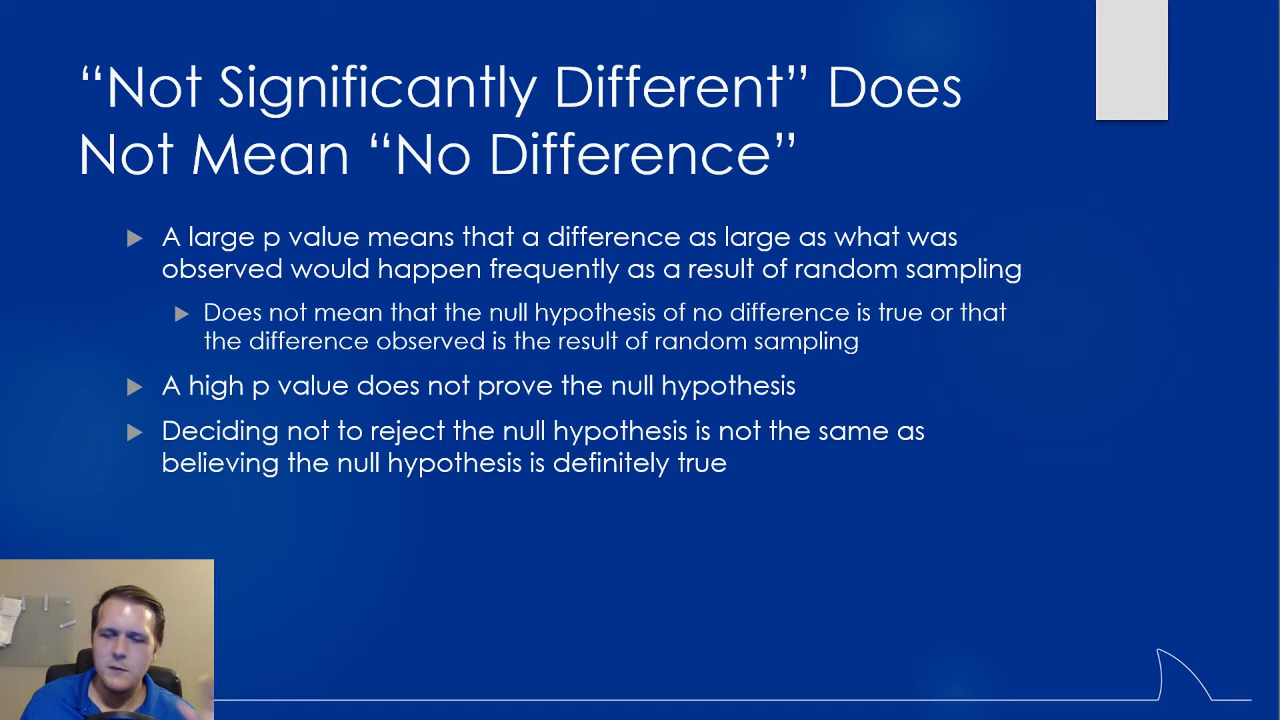 “Not Significantly Different” Does
Not Mean “No Difference”
A large p value means that a difference as large as what was
observed would happen frequently as a result of random sampling
Does not mean that the null hypothesis of no difference is true or that
the difference observed is the result of random sampling
A high p value does not prove the null hypothesis
Deciding not to reject the null hypothesis is not the same as
believing the null hypothesis is definitely true